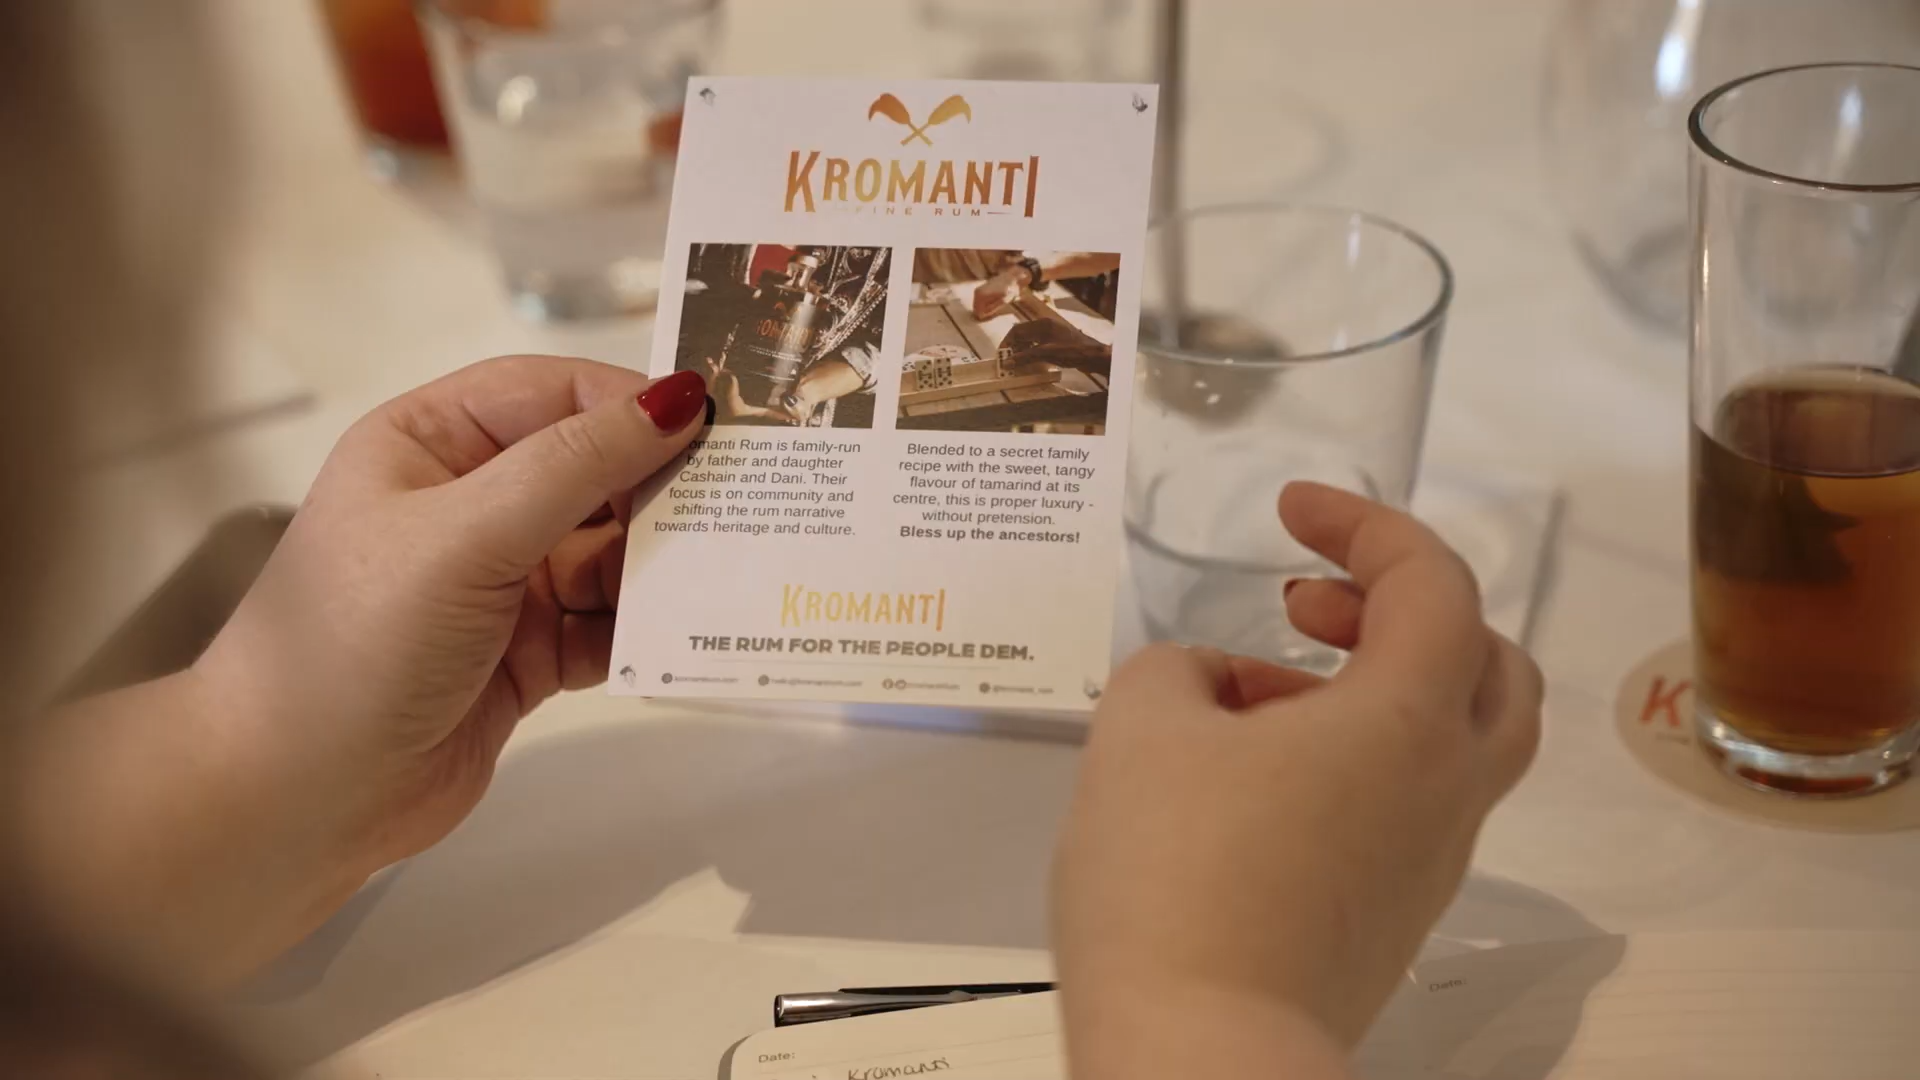 KROMANTI
FINE RUM
omanti Rum is family-run
by father and daughter
Cashain and Dani. Their
focus is on community and
shifting the rum narrative
towards heritage and culture.
Blended to a secret family
recipe with the sweet, tangy
flavour of tamarind at its
centre, this is proper luxury -
without pretension.
Bless up the ancestors!
KROMANTI
THE RUM FOR THE PEOPLE DEM.
K
Date:
Date:
Kromanti